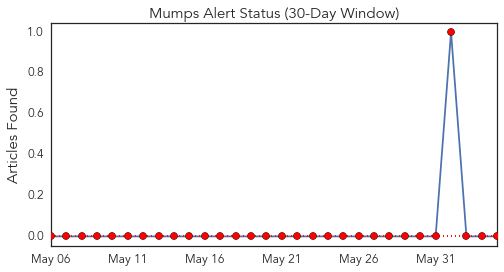 Mumps Alert Status (30-Day Window)
Articles Found
1.0
0.8
0.6
0.4
0.2
0.0
May 06 May 11 May 16 May 21 May 26 May 31